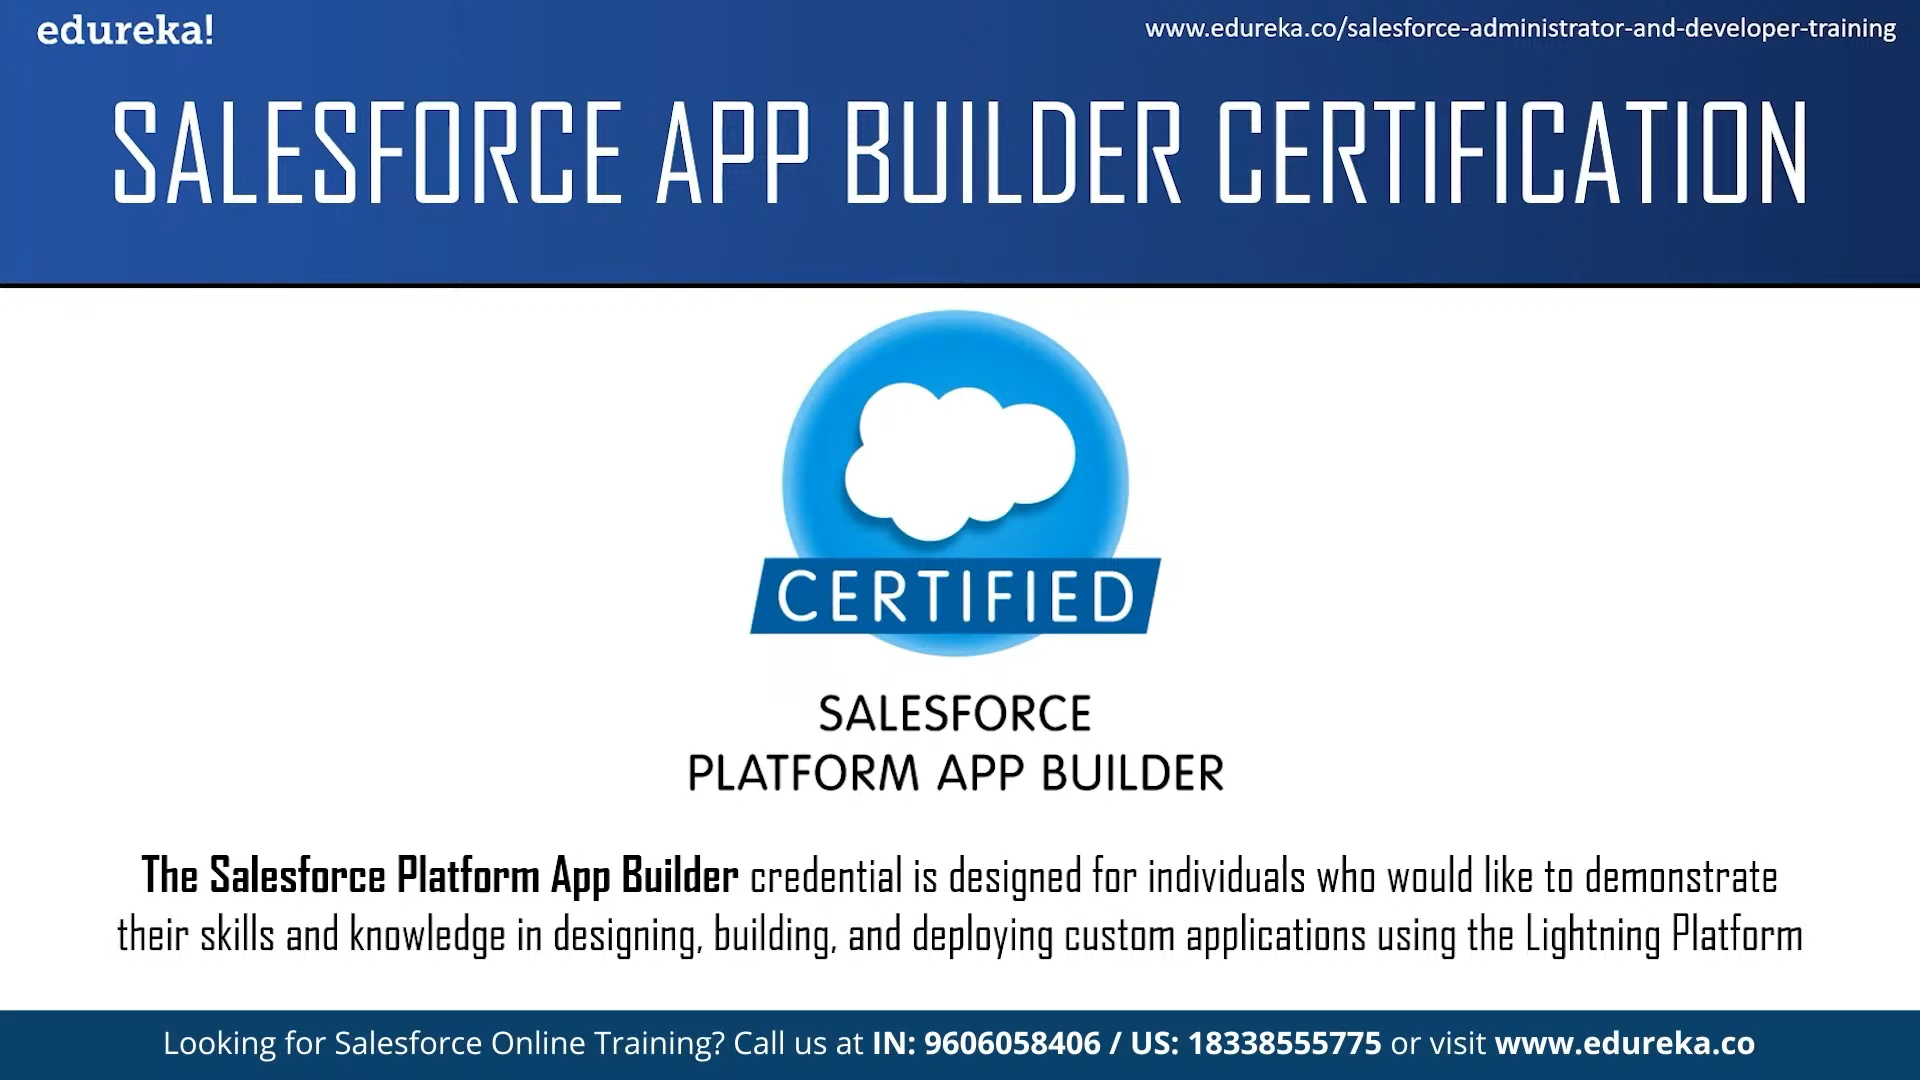 edureka!
www.edureka.co/salesforce-administrator-and-developer-training
SALESFORCE APP BUILDER CERTIFICATION
CERTIFIED
SALESFORCE
PLATFORM APP BUILDER
The Salesforce Platform App Builder credential is designed for individuals who would like to demonstrate
their skills and knowledge in designing, building, and deploying custom applications using the Lightning Platform
Looking for Salesforce Online Training? Call us at IN: 9606058406 / US: 18338555775 or visit www.edureka.co